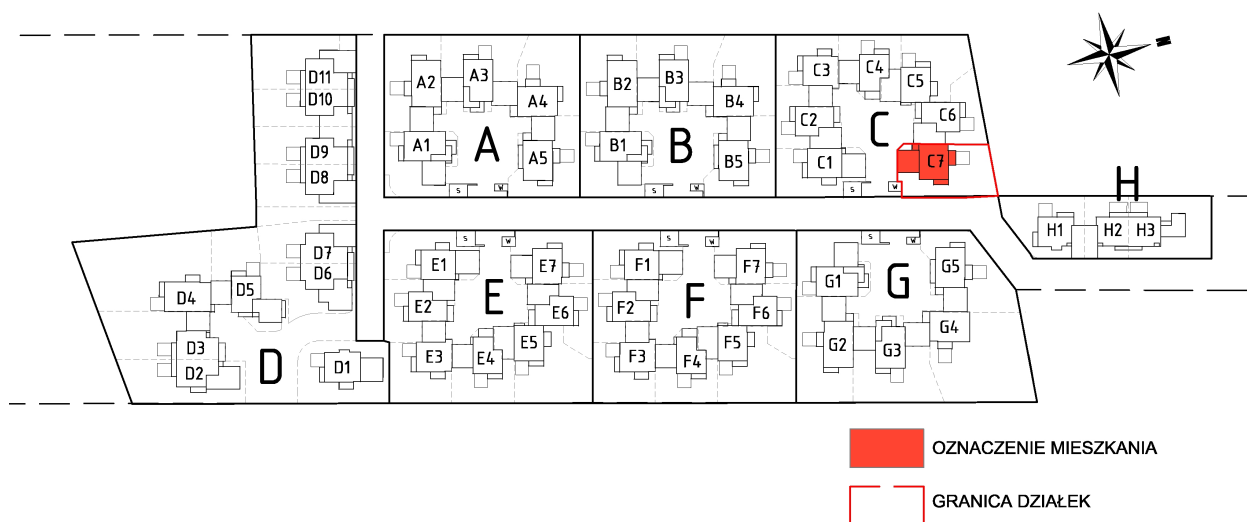 N
D11
D10
D9
D8
D7
D6
D5
D4
D3
D2
D1
D
A2
A3
A4
A1
A
A5
S
W
B2
B3
B4
B1
B
B5
S
W
C3
C4
C5
C2
C
C6
C1
C7
S
W
H
H1
H2
H3
S
W
E1
E7
E2
E
E6
E3
E4
E5
S
W
F1
F7
F2
F
F6
F3
F4
F5
S
W
G1
G
G5
G2
G3
G4
OZNACZENIE MIESZKANIA
GRANICA DZIAŁEK